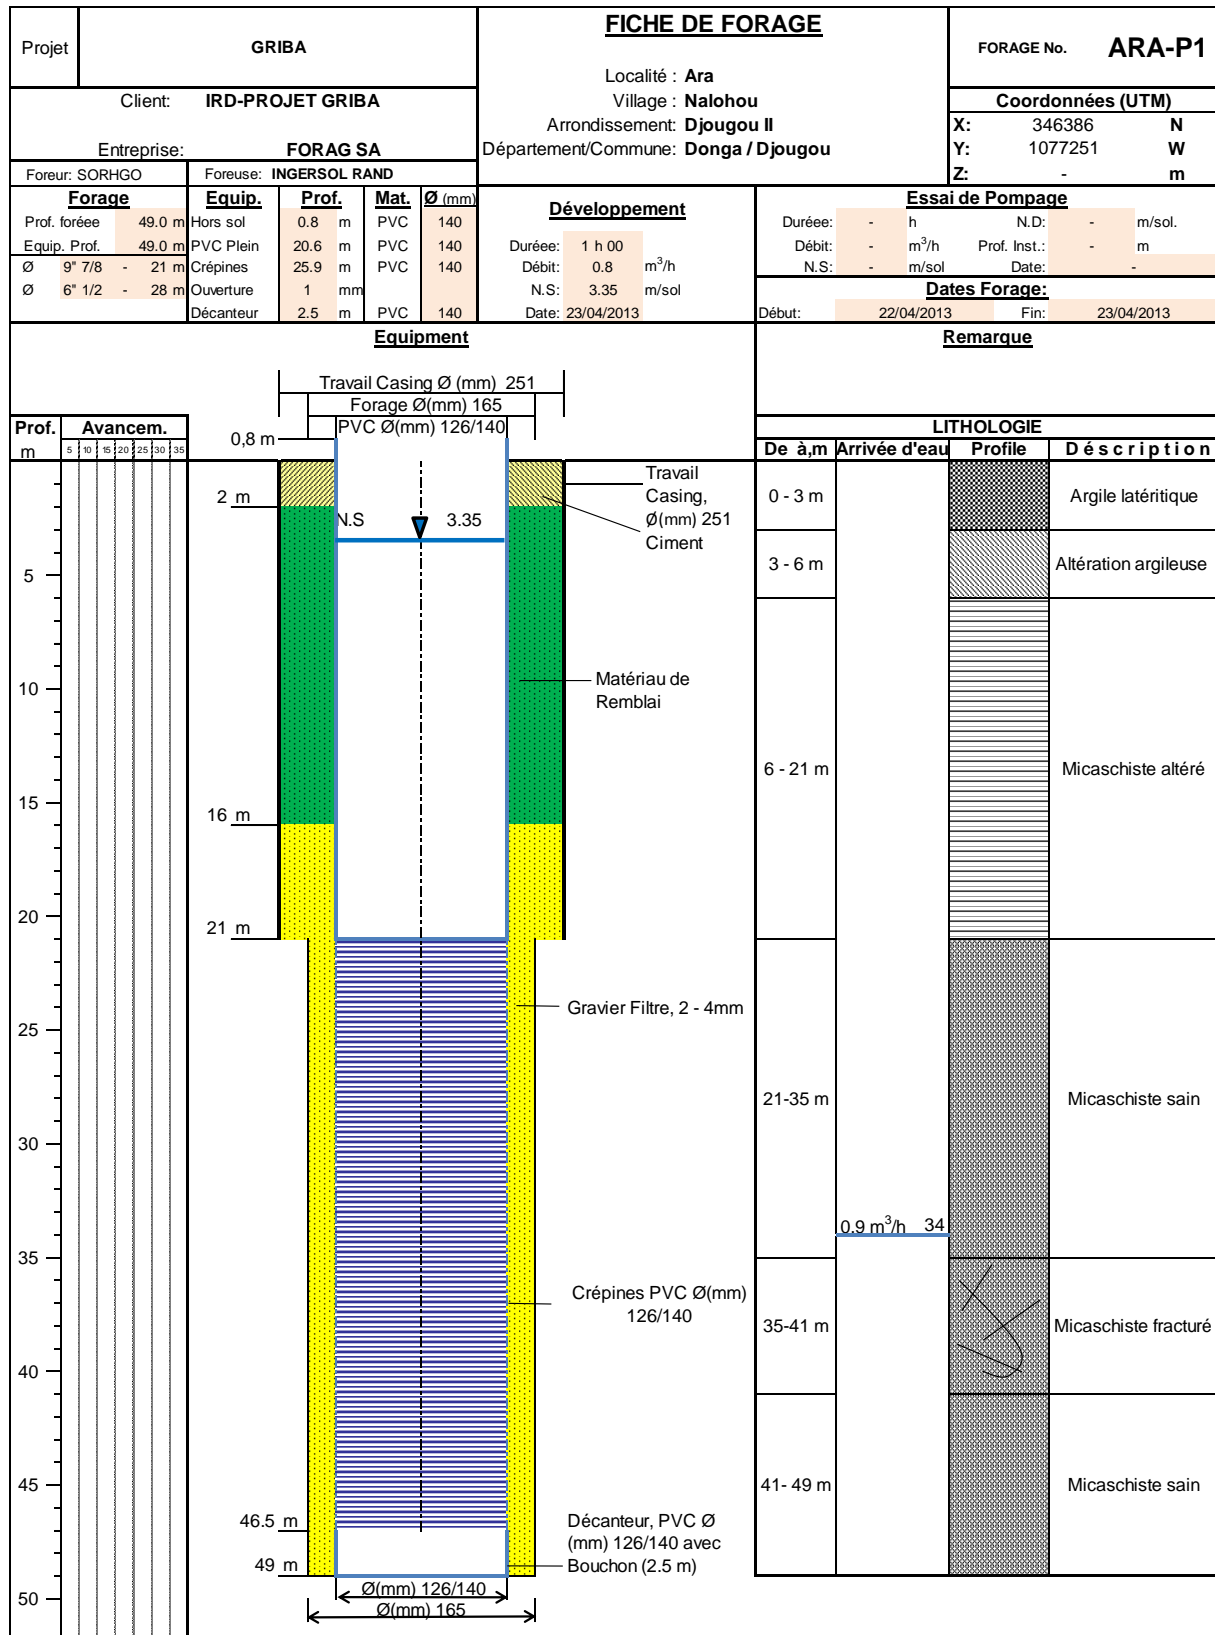 Projet
GRIBA
FICHE DE FORAGE
FORAGE No. ARA-P1
Localité : Ara
Client: IRD-PROJET GRIBA
Village : Nalohou
Coordonnées (UTM)
Arrondissement: Djougou II
X: 346386 N
Entreprise: FORAG SA
Département/Commune: Donga / Djougou
Y: 1077251 W
Foreur: SORHGO
Foreuse: INGERSOL RAND
Z: - m
Forage
Equip. Prof. Mat. Ø (mm)
Prof. foréee 49.0 m
Hors sol 0.8 m PVC 140
Equip. Prof. 49.0 m
PVC Plein 20.6 m PVC 140
Ø 9" 7/8 - 21 m
Crépines 25.9 m PVC 140
Ø 6" 1/2 - 28 m
Ouverture 1 mm
Décanteur 2.5 m PVC 140
Développement
Duréee: 1 h 00
Débit: 0.8 m³/h
N.S: 3.35 m/sol
Date: 23/04/2013
Essai de Pompage
Duréee: - h N.D: - m/sol.
Débit: - m³/h Prof. Inst.: - m
N.S: - m/sol Date: -
Dates Forage:
Début: 22/04/2013 Fin: 23/04/2013
Equipment
Remarque
Travail Casing Ø (mm) 251
Forage Ø(mm) 165
PVC Ø(mm) 126/140
Prof.
m
Avancem.
5 10 15 20 25 30 35
0,8 m
LITHOLOGIE
De à,m Arrivée d'eau Profile Déscription
Travail
Casing,
Ø(mm) 251
Ciment
2 m
N.S 3.35
0 - 3 m Argile latéritique
3 - 6 m Altération argileuse
5
Matériau de
Remblai
10
6 - 21 m Micaschiste altéré
15
16 m
20
21 m
Gravier Filtre, 2 - 4mm
25
21-35 m Micaschiste sain
30
0.9 m³/h 34
35
Crépines PVC Ø(mm)
126/140
35-41 m Micaschiste fracturé
40
45
41- 49 m Micaschiste sain
46.5 m
Décanteur, PVC Ø
(mm) 126/140 avec
Bouchon (2.5 m)
49 m
Ø(mm) 126/140
50
Ø(mm) 165